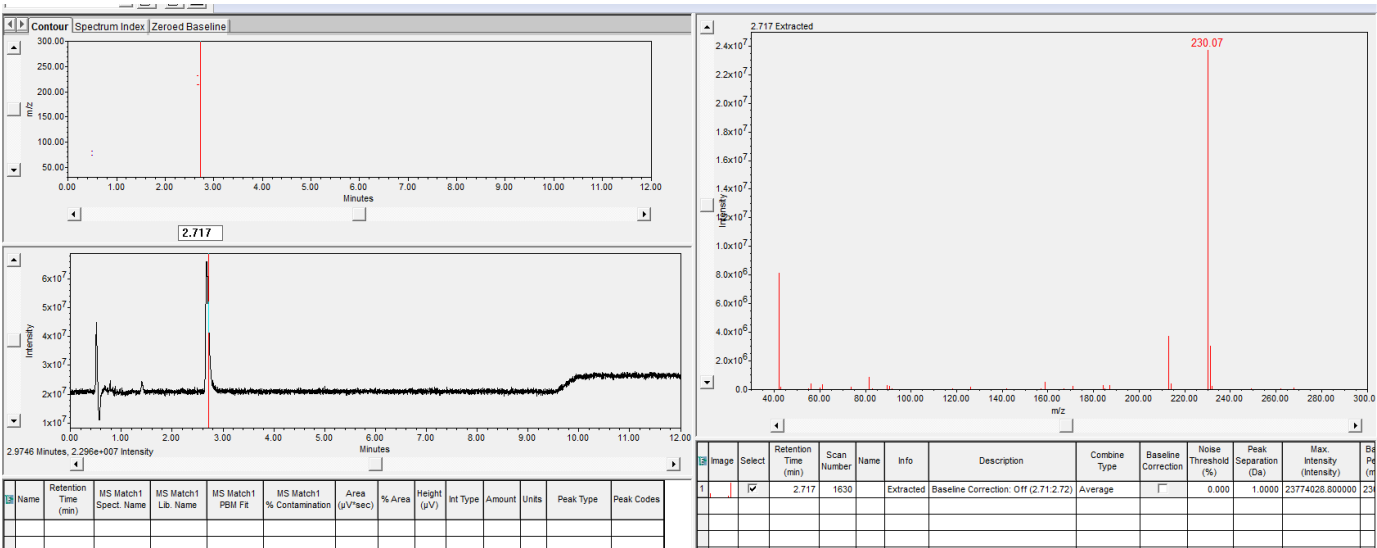 Contour Spectrum Index Zeroed Baseline
300.00
250.00
200.00
150.00
100.00
50.00
m/z
0.00 1.00 2.00 3.00 4.00 5.00 6.00 7.00 8.00 9.00 10.00 11.00 12.00
Minutes
2.717
6x10^7
5x10^7
4x10^7
3x10^7
2x10^7
1x10^7
Intensity
0.00 1.00 2.00 3.00 4.00 5.00 6.00 7.00 8.00 9.00 10.00 11.00 12.00
2.9746 Minutes, 2.296e+007 Intensity
Minutes
Name Retention Time (min) MS Match1 Spect. Name MS Match1 Lib. Name MS Match1 PBM Fit MS Match1 % Contamination Area (µV*sec) % Area Height (µV) Int Type Amount Units Peak Type Peak Codes
2.717 Extracted
230.07
2.4x10^7
2.2x10^7
2.0x10^7
1.8x10^7
1.6x10^7
1.4x10^7
1.2x10^7
1.0x10^7
8.0x10^6
6.0x10^6
4.0x10^6
2.0x10^6
0.0
Intensity
40.00 60.00 80.00 100.00 120.00 140.00 160.00 180.00 200.00 220.00 240.00 260.00 280.00 300.0
m/z
Image Select Retention Time (min) Scan Number Name Info Description Combine Type Baseline Correction Noise Threshold (%) Peak Separation (Da) Max. Intensity (Intensity)
1 2.717 1630 Extracted Baseline Correction: Off (2.71:2.72) Average 0.000 1.0000 23774028.800000